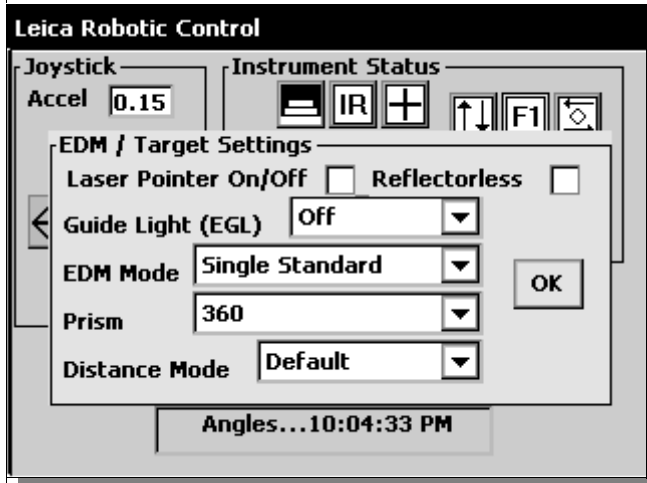 Leica Robotic Control
Joystick
Instrument Status
Accel 0.15
IR
F1
EDM / Target Settings
Laser Pointer On/Off
Reflectorless
Guide Light (EGL) Off
EDM Mode Single Standard
OK
Prism 360
Distance Mode Default
Angles...10:04:33 PM